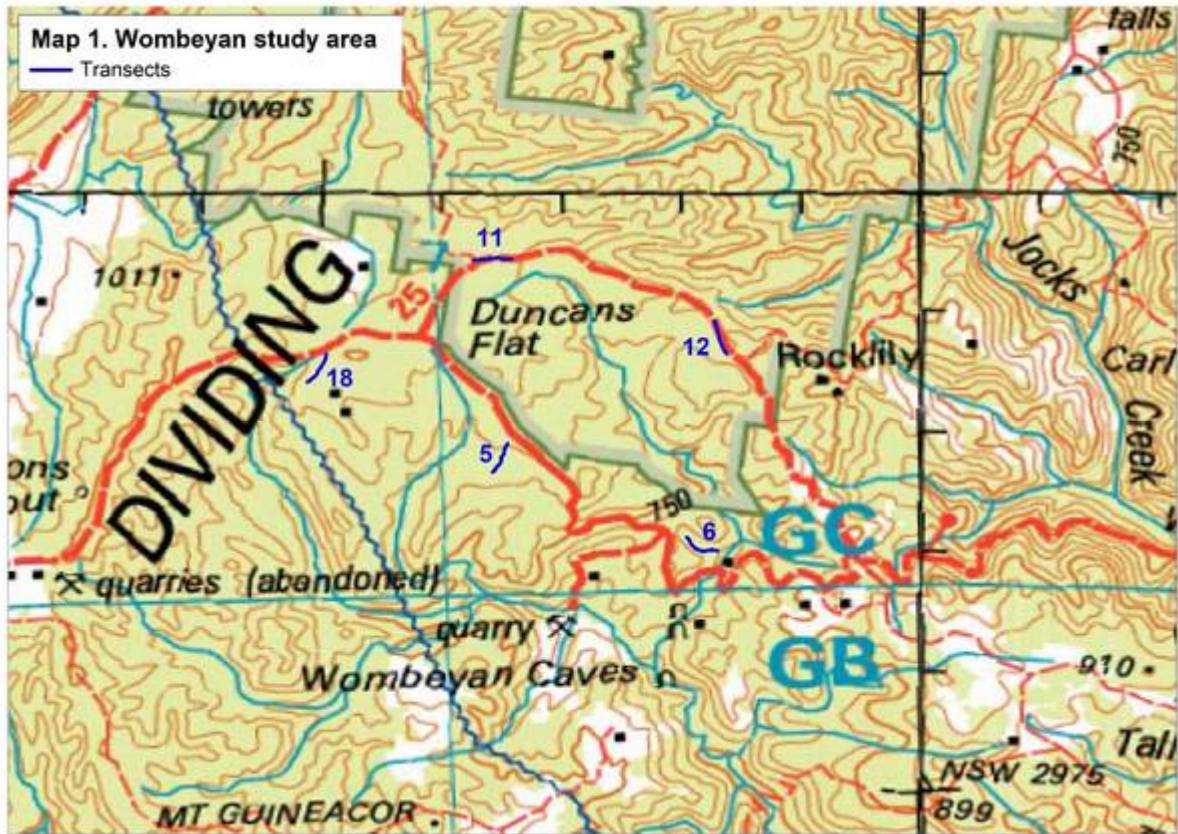 Map 1. Wombeyan study area
Transects
falls
towers
750
11
Jocks
1011
25
Duncans
Flat
DIVIDING
12
Rocklily
Carl
18
Creek
5
ons
out
750
6
GC
quarries (abandoned)
quarry
GB
Wombeyan Caves
910
Tall
NSW 2975
MT GUINEACOR
899